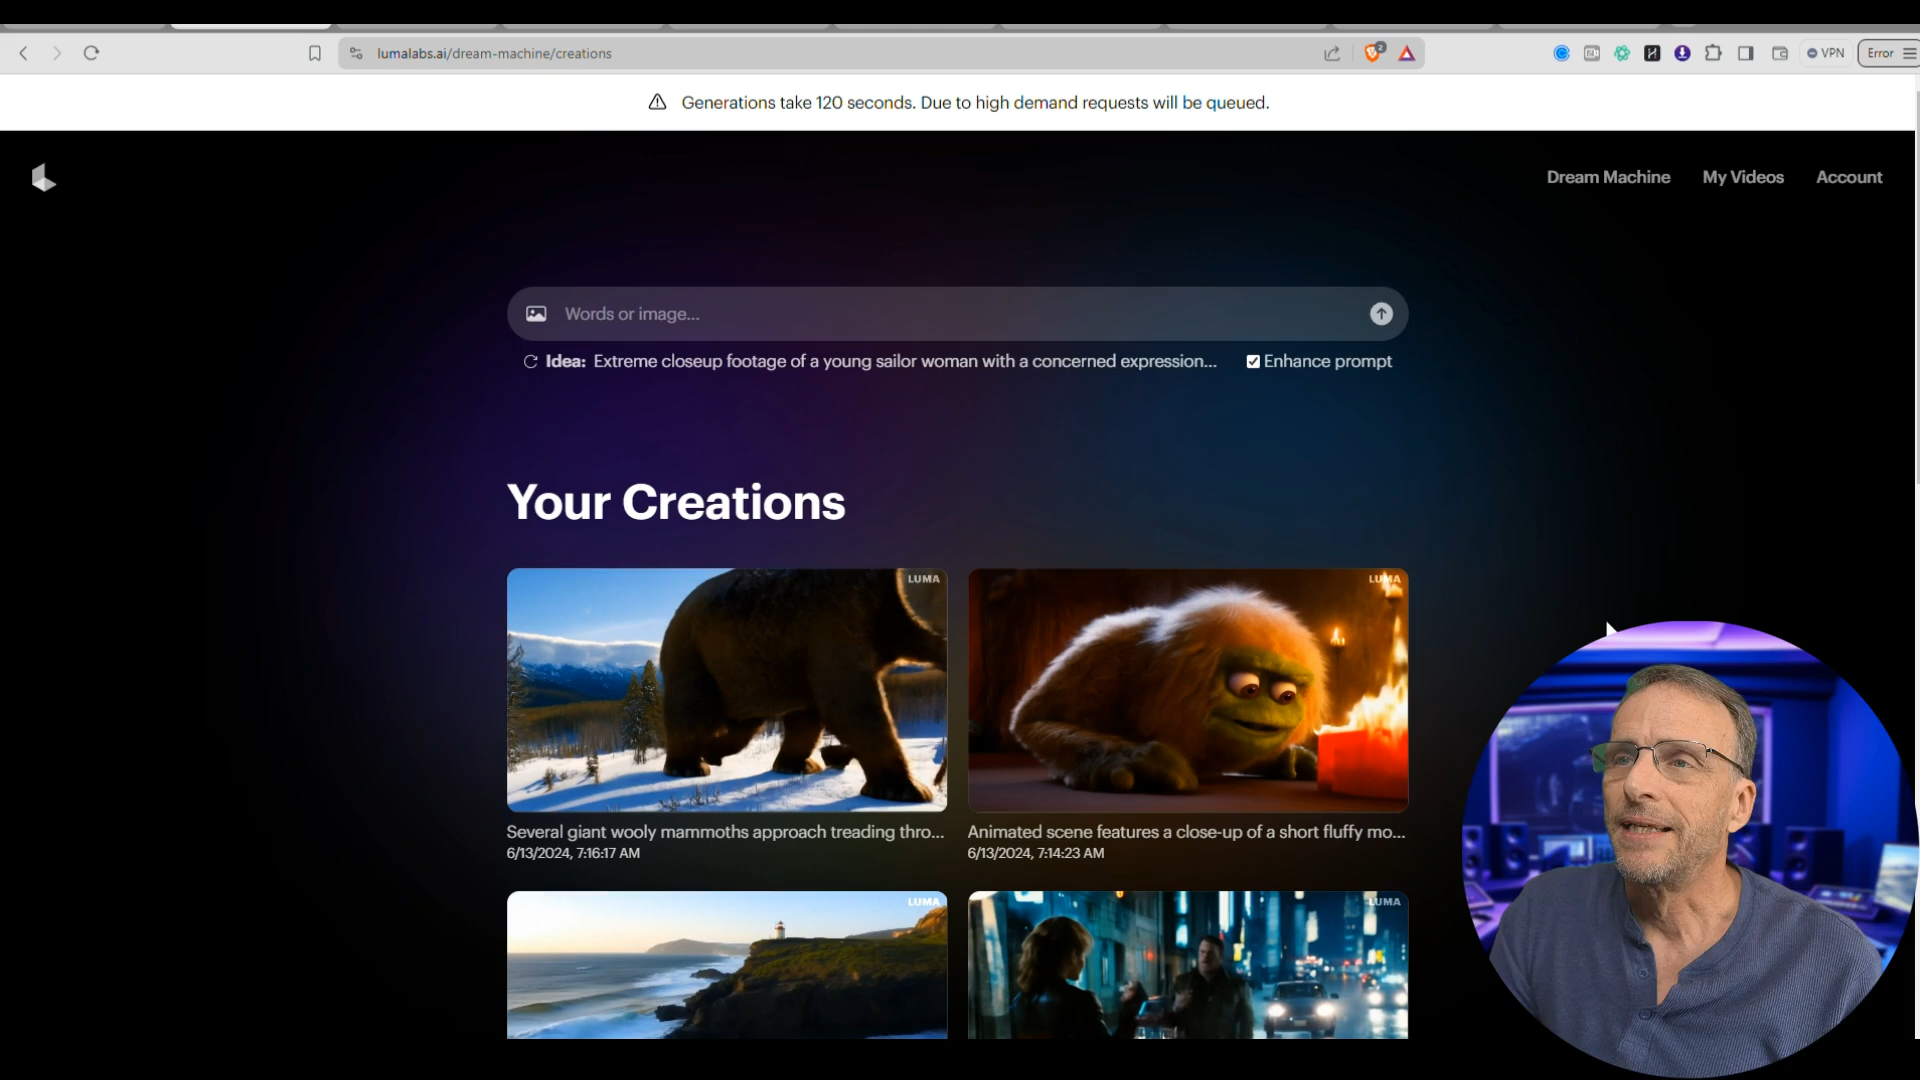 lumalabs.ai/dream-machine/creations
2
VPN
Error
Generations take 120 seconds. Due to high demand requests will be queued.
Dream Machine
My Videos
Account
Words or image...
Idea: Extreme closeup footage of a young sailor woman with a concerned expression...
Enhance prompt
Your Creations
LUMA
LUMA
Several giant wooly mammoths approach treading thro...
6/13/2024, 7:16:17 AM
Animated scene features a close-up of a short fluffy mo...
6/13/2024, 7:14:23 AM
LUMA
LUMA